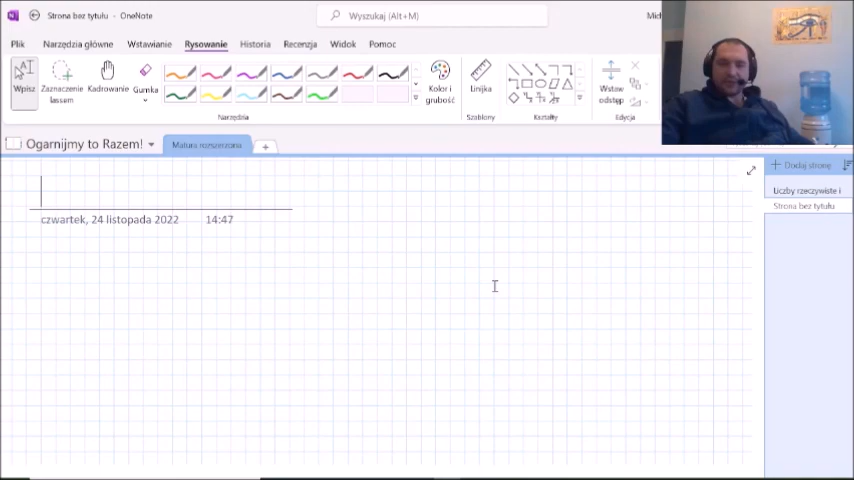 Strona bez tytułu - OneNote
Wyszukaj (Alt+M)
Plik Narzędzia główne Wstawianie Rysowanie Historia Recenzja Widok Pomoc
Wpisz
Zaznaczenie lassem
Kadrowanie
Gumka
Kolor i grubość
Linijka
Wstaw odstęp
Narzędzia
Szablony
Kształty
Edycja
Ogarnijmy to Razem!
Matura rozszerzona
Dodaj stronę
Liczby rzeczywiste i
Strona bez tytułu
czwartek, 24 listopada 2022 14:47